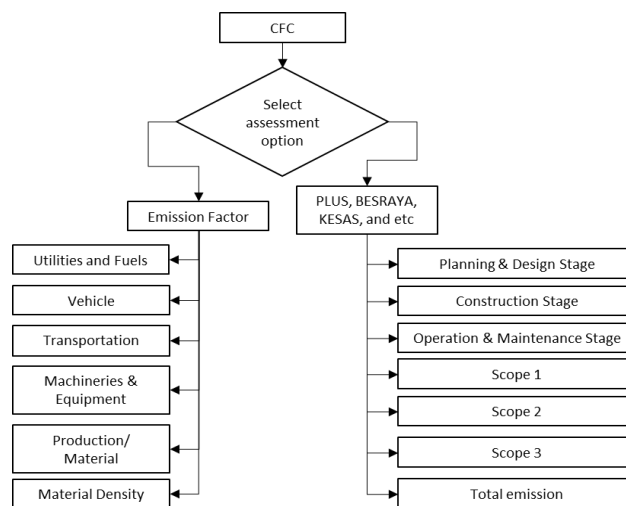 CFC
Select
assessment
option
Emission Factor
PLUS, BESRAYA,
KESAS, and etc
Utilities and Fuels
Vehicle
Transportation
Machineries &
Equipment
Production/
Material
Material Density
Planning & Design Stage
Construction Stage
Operation & Maintenance Stage
Scope 1
Scope 2
Scope 3
Total emission